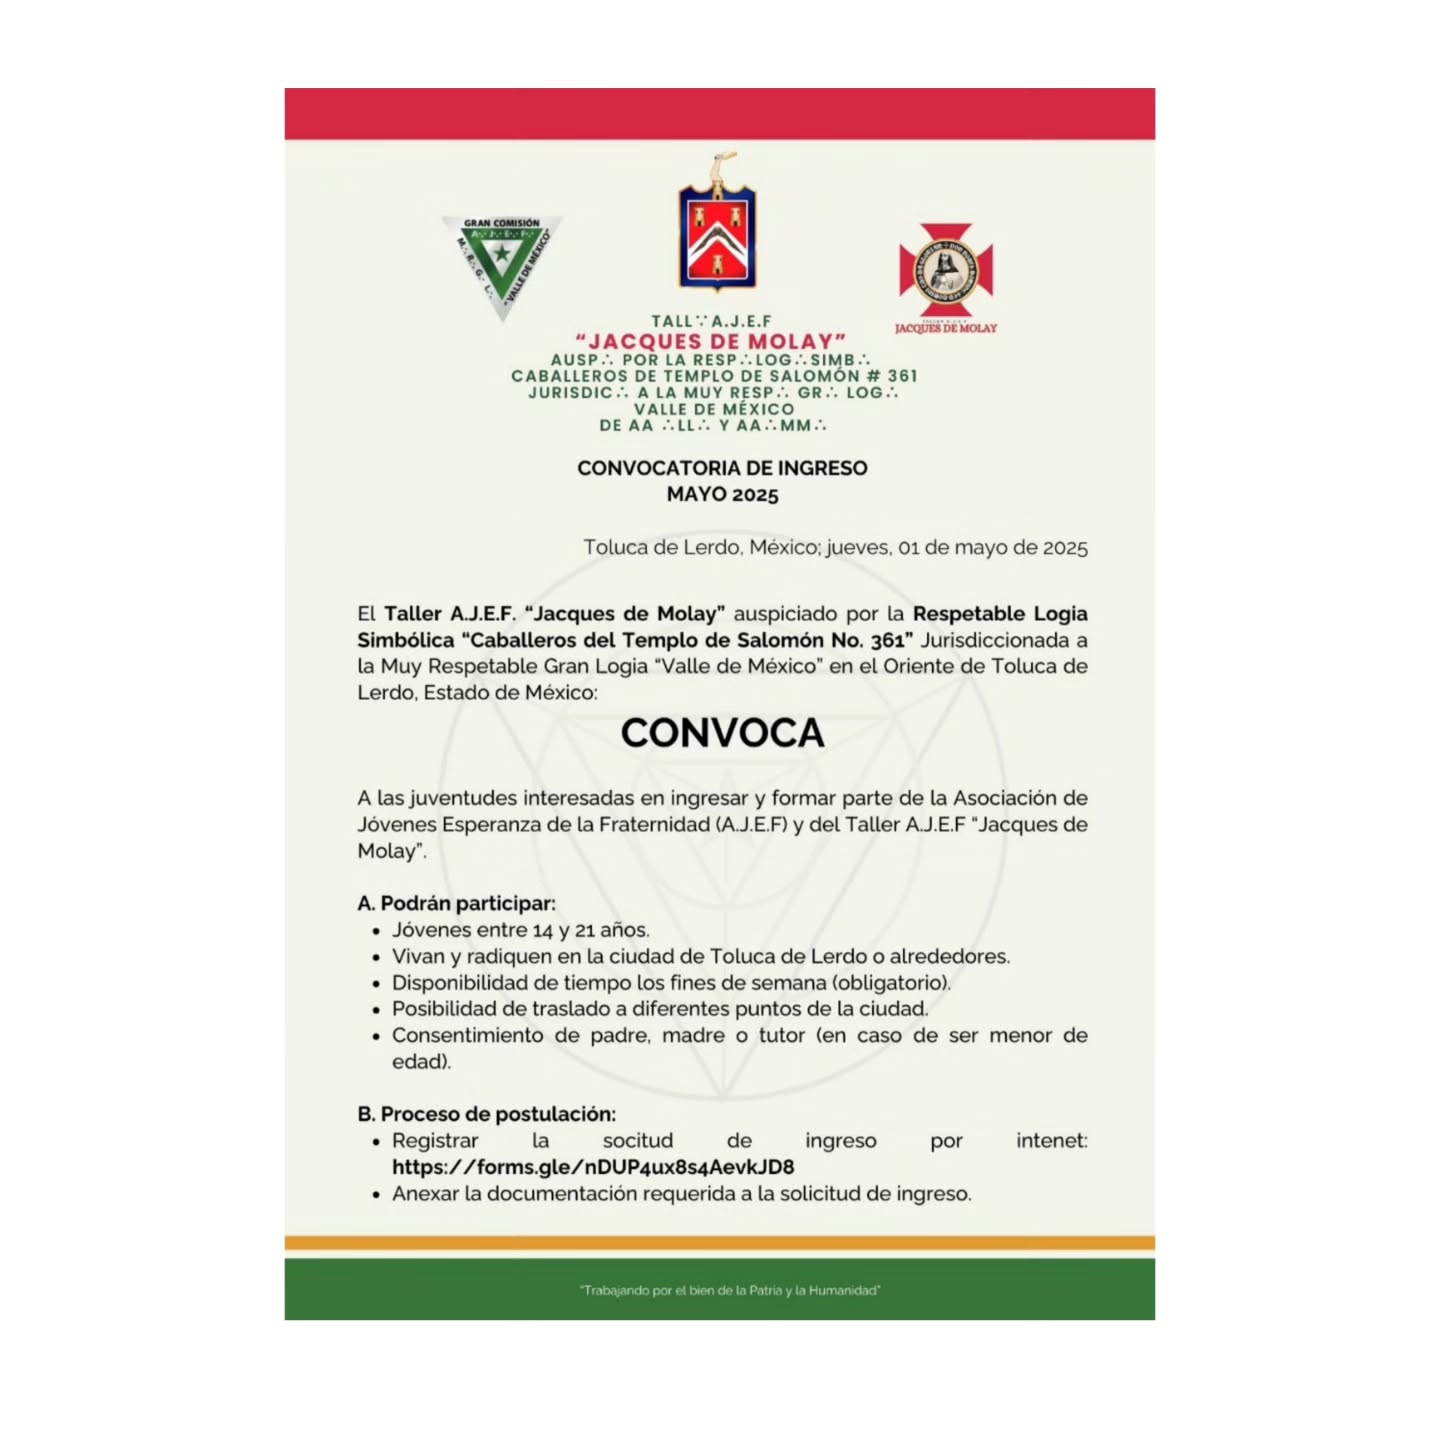 GRAN COMISIÓN
A∴J∴E∴F∴
M∴R∴G∴L∴
"VALLE DE MÉXICO"
JACQUES DE MOLAY
TALL∵A.J.E.F
“JACQUES DE MOLAY”
AUSP∴ POR LA RESP∴LOG∴SIMB∴
CABALLEROS DE TEMPLO DE SALOMÓN # 361
JURISDIC∴ A LA MUY RESP∴ GR∴ LOG∴
VALLE DE MÉXICO
DE AA ∴LL∴ Y AA∴MM∴
CONVOCATORIA DE INGRESO
MAYO 2025
Toluca de Lerdo, México; jueves, 01 de mayo de 2025
El Taller A.J.E.F. “Jacques de Molay” auspiciado por la Respetable Logia
Simbólica “Caballeros del Templo de Salomón No. 361” Jurisdiccionada a
la Muy Respetable Gran Logia “Valle de México” en el Oriente de Toluca de
Lerdo, Estado de México:
CONVOCA
A las juventudes interesadas en ingresar y formar parte de la Asociación de
Jóvenes Esperanza de la Fraternidad (A.J.E.F) y del Taller A.J.E.F “Jacques de
Molay”.
A. Podrán participar:
• Jóvenes entre 14 y 21 años.
• Vivan y radiquen en la ciudad de Toluca de Lerdo o alrededores.
• Disponibilidad de tiempo los fines de semana (obligatorio).
• Posibilidad de traslado a diferentes puntos de la ciudad.
• Consentimiento de padre, madre o tutor (en caso de ser menor de
edad).
B. Proceso de postulación:
• Registrar la socitud de ingreso por intenet:
https://forms.gle/nDUP4ux8s4AevkJD8
• Anexar la documentación requerida a la solicitud de ingreso.
"Trabajando por el bien de la Patria y la Humanidad"